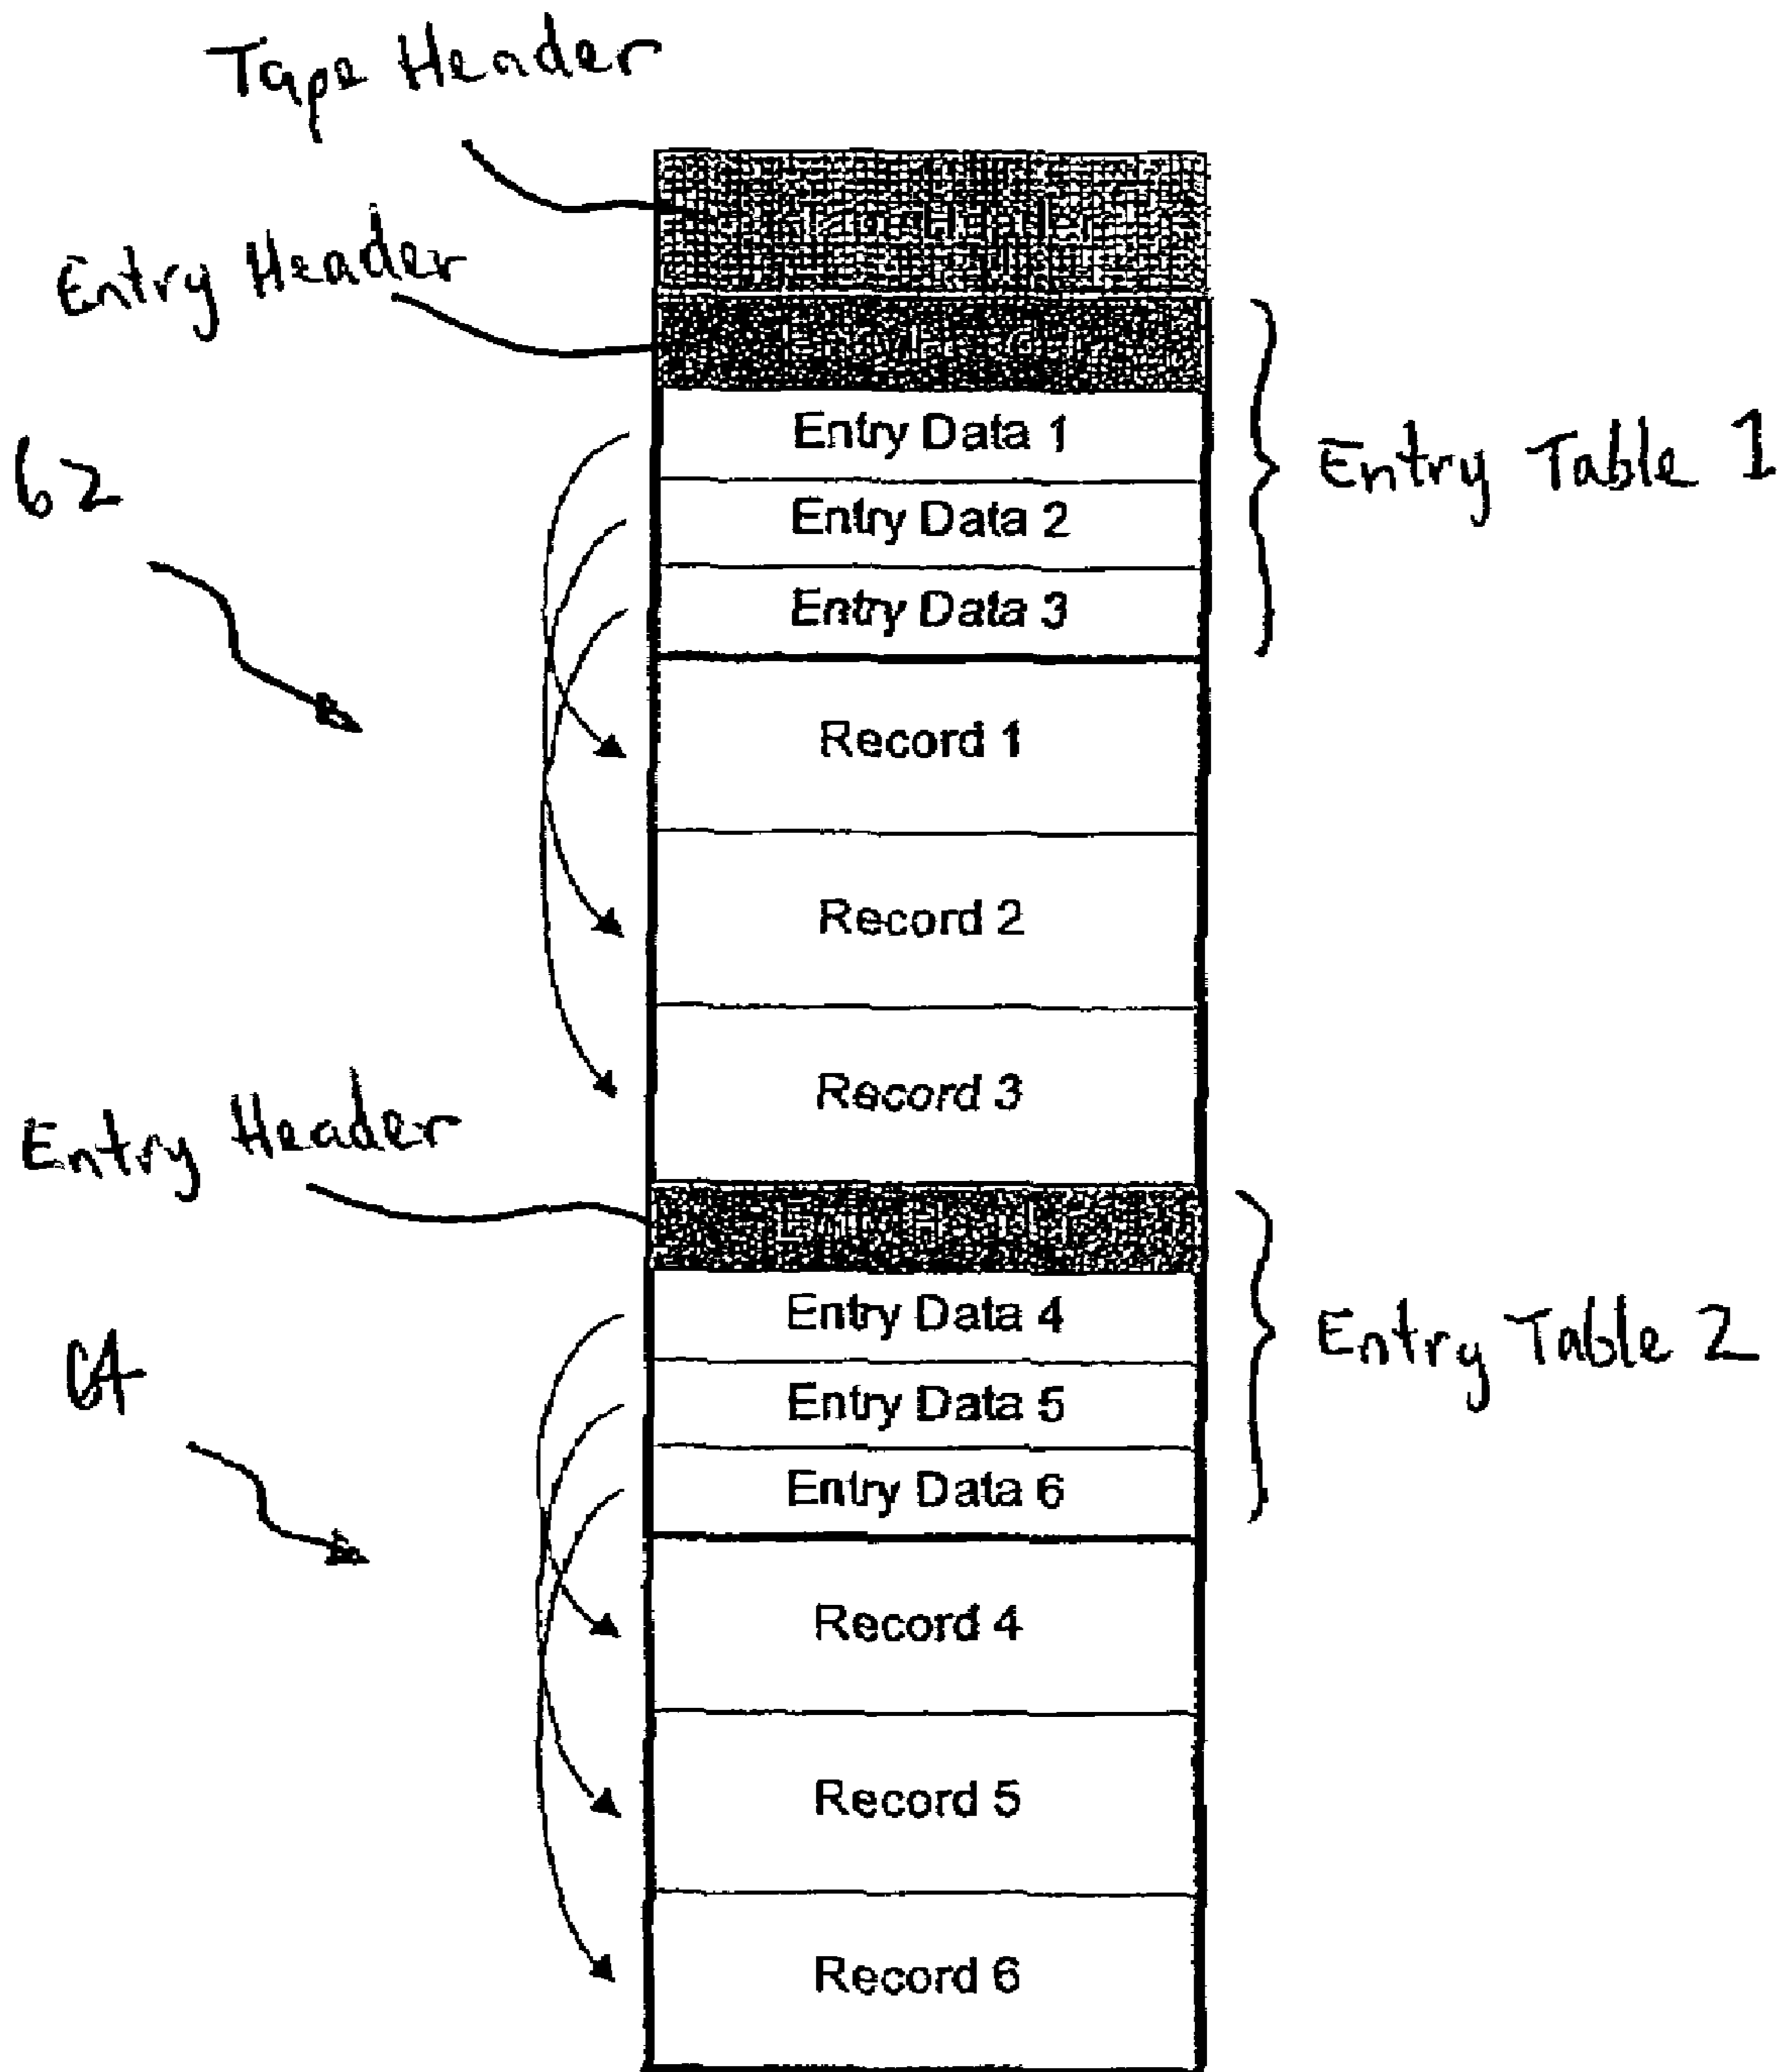 Tape Header
Entry Header
Entry Data 1
62
Entry Table 1
Entry Data 2
Entry Data 3
Record 1
Record 2
Record 3
Entry Header
Entry Data 4
Entry Table 2
64
Entry Data 5
Entry Data 6
Record 4
Record 5
Record 6